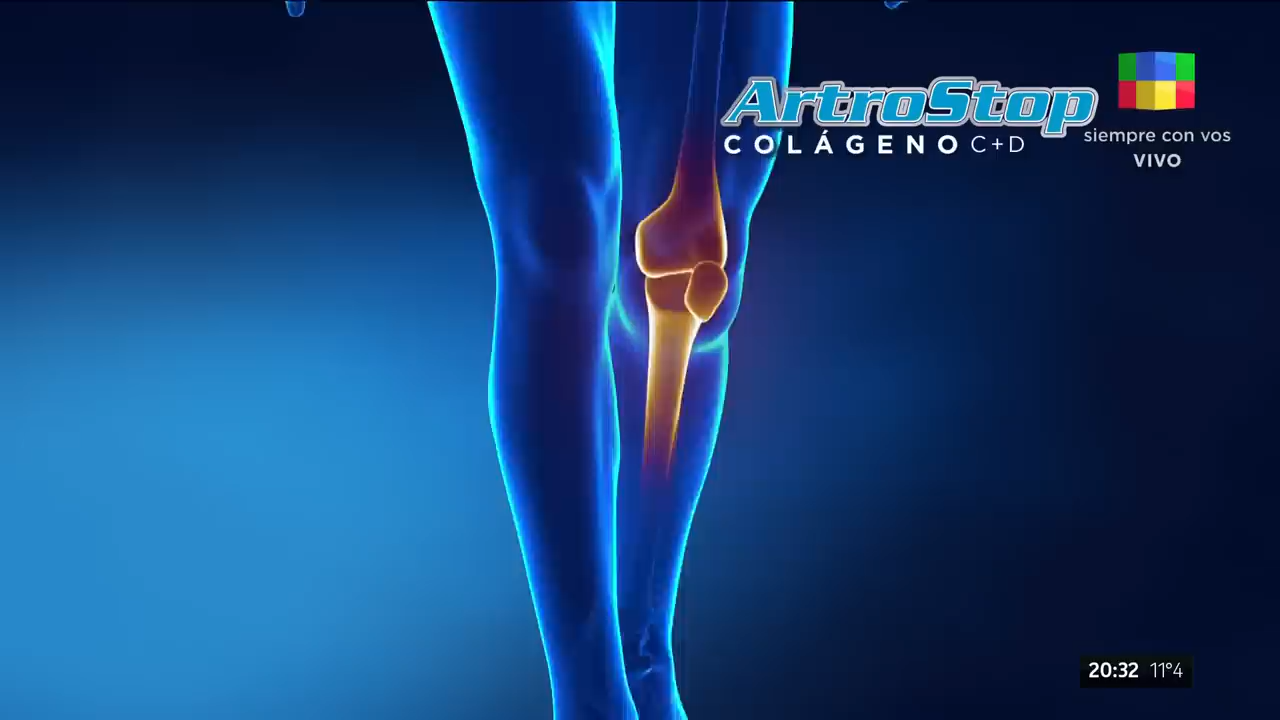 ArtroStop
COLÁGENO C+D
siempre con vos
VIVO
20:32 11°4